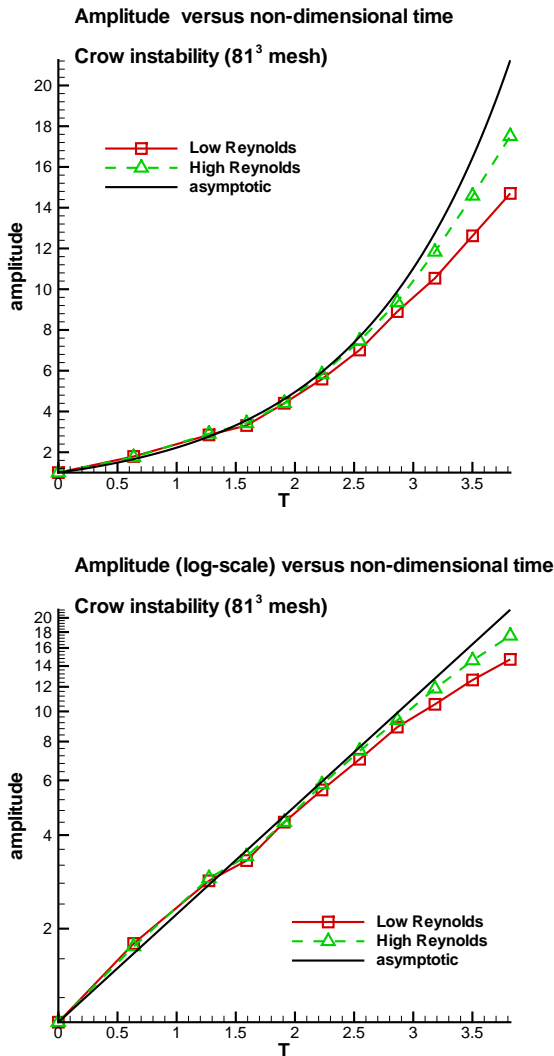 Amplitude versus non-dimensional time
Crow instability (81³ mesh)
20
18
16
14
12
10
8
6
4
2
amplitude
Low Reynolds
High Reynolds
asymptotic
0 0.5 1 1.5 2 2.5 3 3.5
T
Amplitude (log-scale) versus non-dimensional time
Crow instability (81³ mesh)
20
18
16
14
12
10
8
6
4
2
amplitude
Low Reynolds
High Reynolds
asymptotic
0 0.5 1 1.5 2 2.5 3 3.5
T